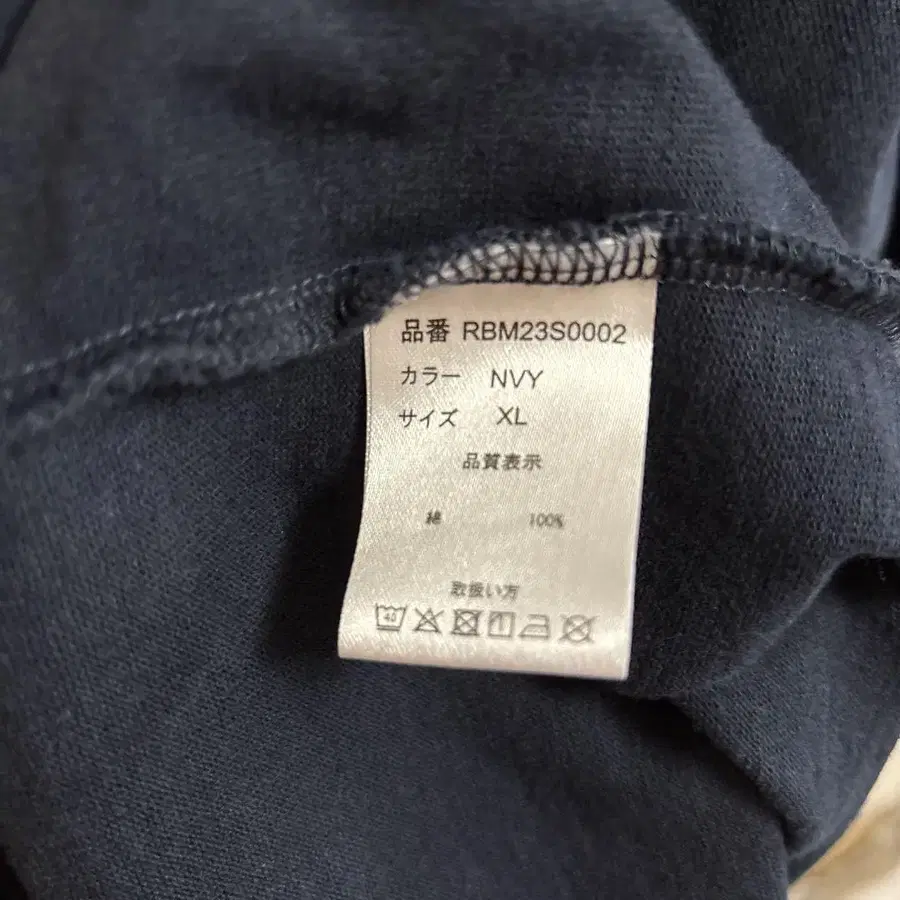 品番 RBM23S0002
カラー NVY
サイズ XL
品質表示
綿 100%
取扱い方
40